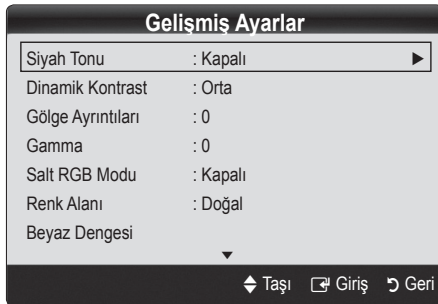 Gelişmiş Ayarlar
Siyah Tonu : Kapalı ►
Dinamik Kontrast : Orta
Gölge Ayrıntıları : 0
Gamma : 0
Salt RGB Modu : Kapalı
Renk Alanı : Doğal
Beyaz Dengesi
▼
Taşı Giriş Geri